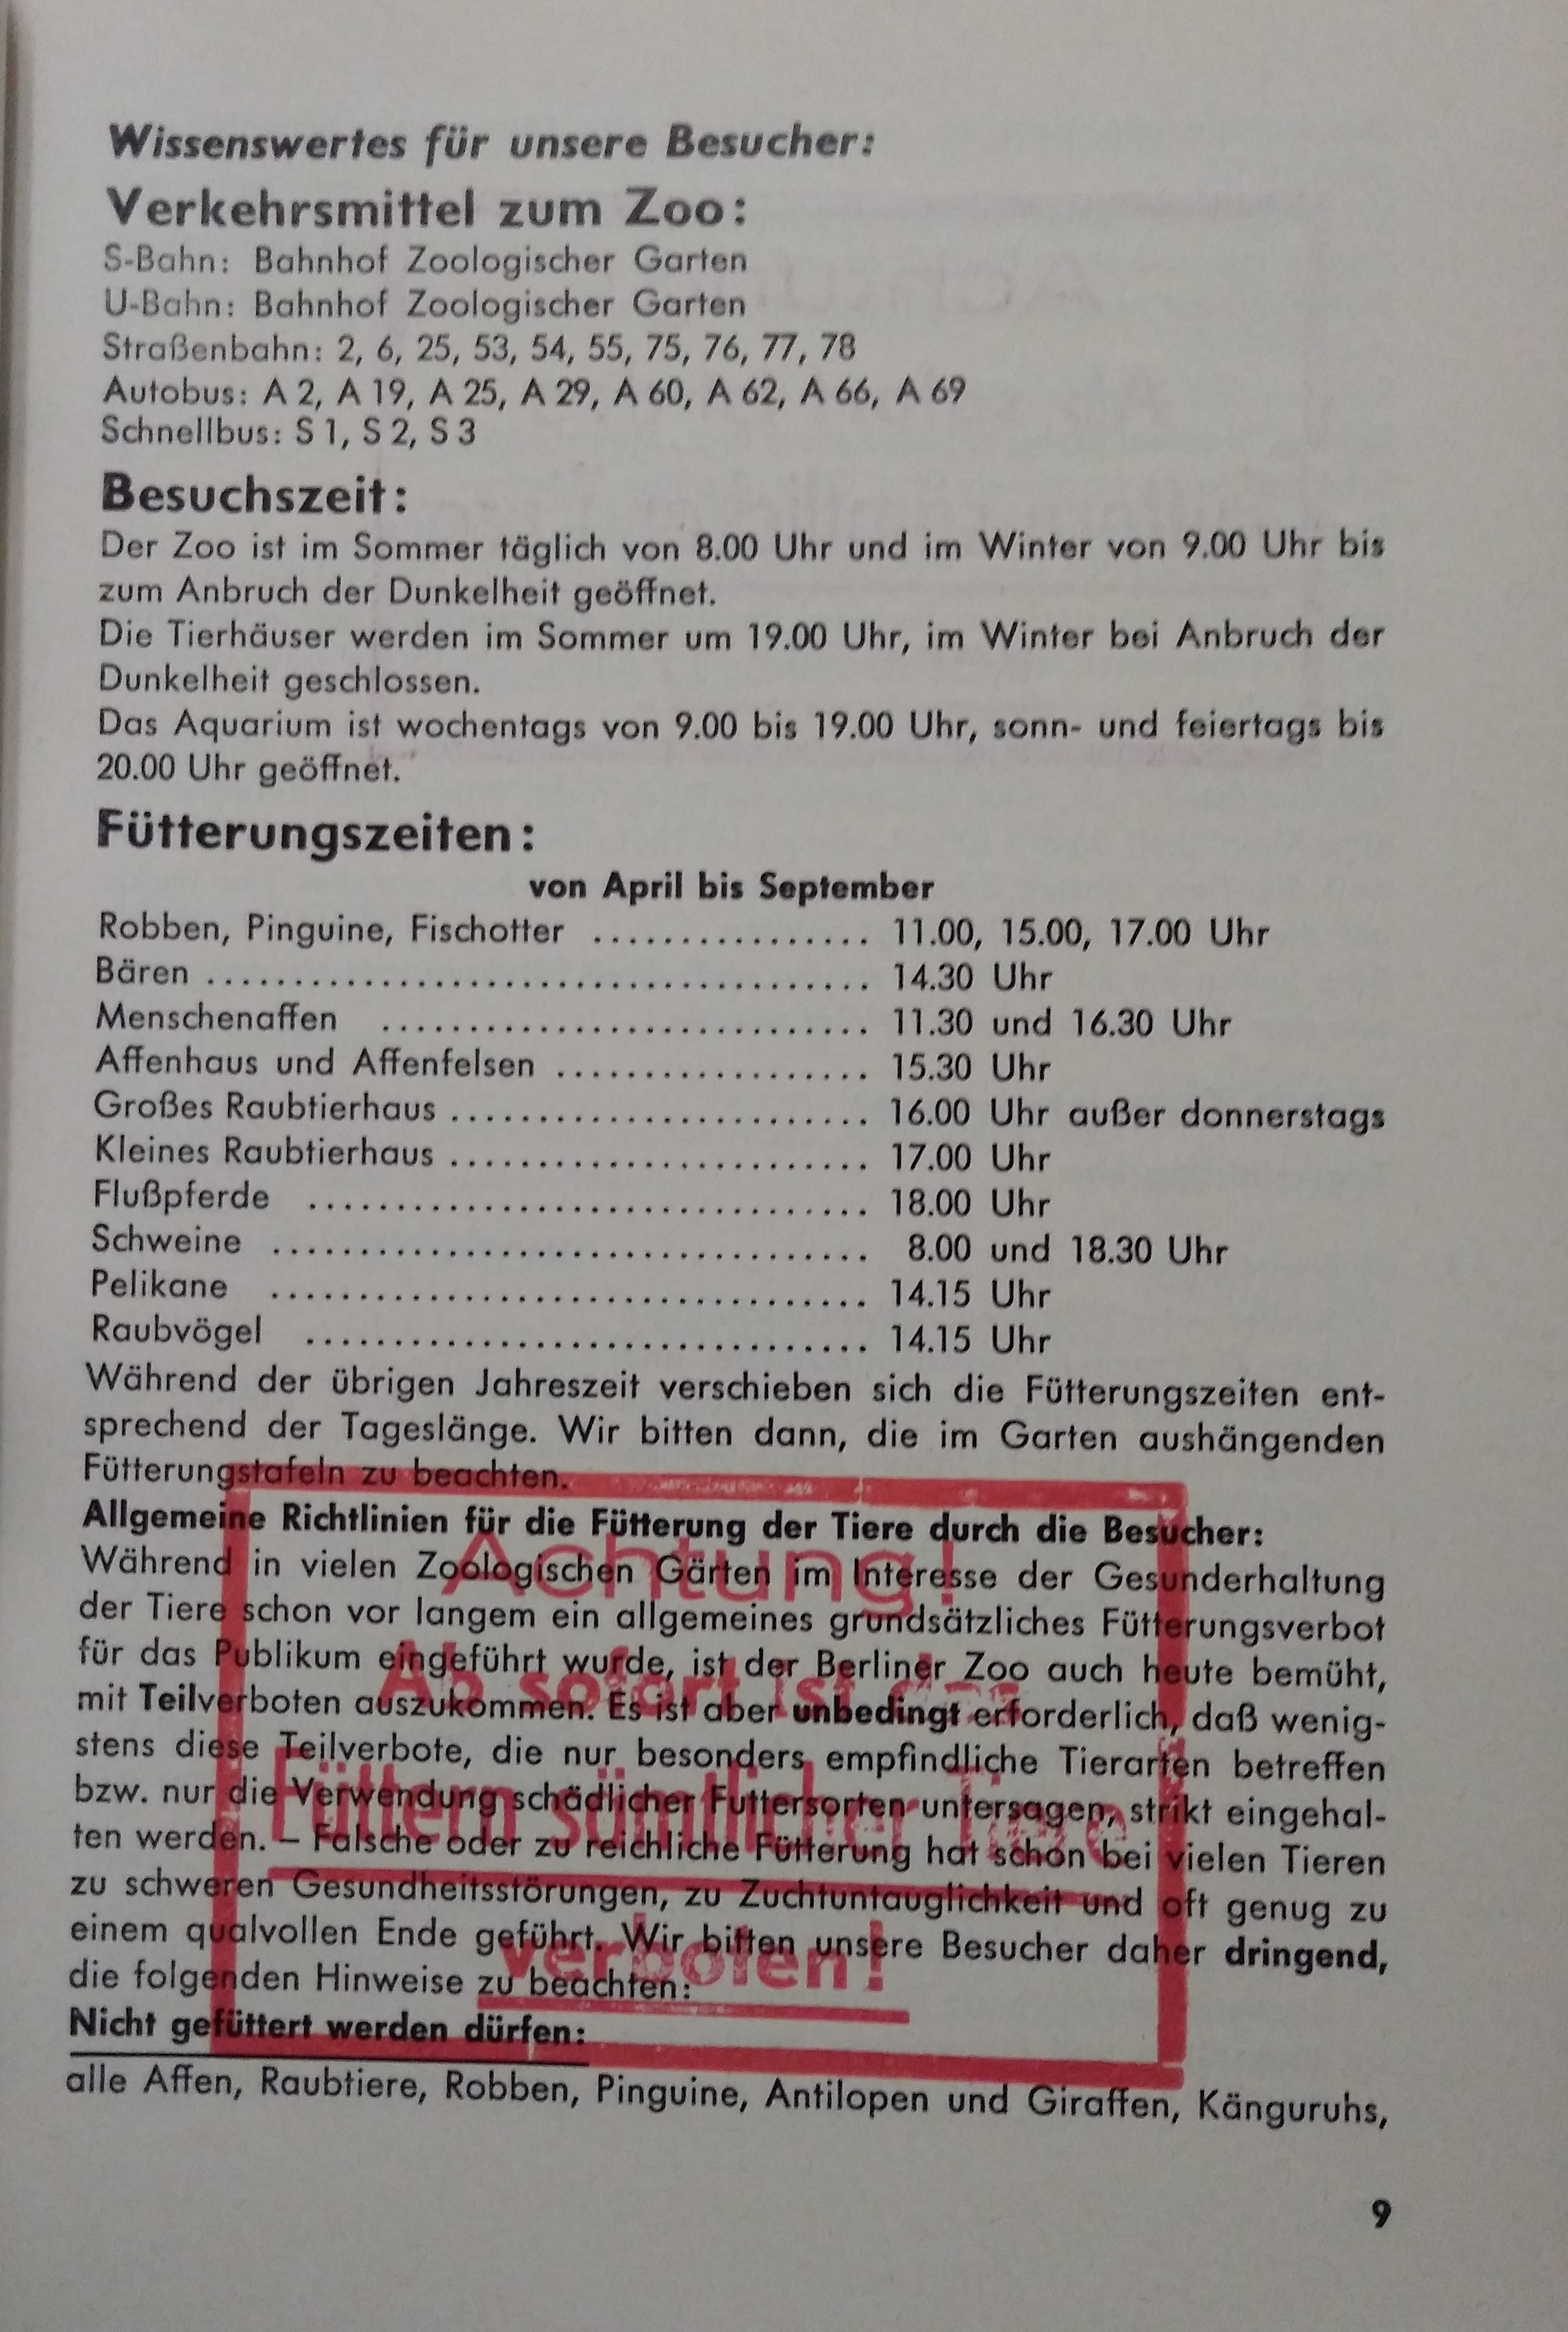 Wissenswertes für unsere Besucher:
Verkehrsmittel zum Zoo:
S-Bahn: Bahnhof Zoologischer Garten
U-Bahn: Bahnhof Zoologischer Garten
Straßenbahn: 2, 6, 25, 53, 54, 55, 75, 76, 77, 78
Autobus: A 2, A 19, A 25, A 29, A 60, A 62, A 66, A 69
Schnellbus: S 1, S 2, S 3
Besuchszeit:
Der Zoo ist im Sommer täglich von 8.00 Uhr und im Winter von 9.00 Uhr bis
zum Anbruch der Dunkelheit geöffnet.
Die Tierhäuser werden im Sommer um 19.00 Uhr, im Winter bei Anbruch der
Dunkelheit geschlossen.
Das Aquarium ist wochentags von 9.00 bis 19.00 Uhr, sonn- und feiertags bis
20.00 Uhr geöffnet.
Fütterungszeiten:
von April bis September
Robben, Pinguine, Fischotter ................ 11.00, 15.00, 17.00 Uhr
Bären ...................................... 14.30 Uhr
Menschenaffen ............................ 11.30 und 16.30 Uhr
Affenhaus und Affenfelsen .................. 15.30 Uhr
Großes Raubtierhaus ........................ 16.00 Uhr außer donnerstags
Kleines Raubtierhaus ........................ 17.00 Uhr
Flußpferde ................................ 18.00 Uhr
Schweine .................................. 8.00 und 18.30 Uhr
Pelikane .................................. 14.15 Uhr
Raubvögel ................................ 14.15 Uhr
Während der übrigen Jahreszeit verschieben sich die Fütterungszeiten ent-
sprechend der Tageslänge. Wir bitten dann, die im Garten aushängenden
Fütterungstafeln zu beachten.
Allgemeine Richtlinien für die Fütterung der Tiere durch die Besucher:
Während in vielen Zoologischen Gärten im Interesse der Gesunderhaltung
der Tiere schon vor langem ein allgemeines grundsätzliches Fütterungsverbot
für das Publikum eingeführt wurde, ist der Berliner Zoo auch heute bemüht,
mit Teilverboten auszukommen. Es ist aber unbedingt erforderlich, daß wenig-
stens diese Teilverbote, die nur besonders empfindliche Tierarten betreffen
bzw. nur die Verwendung schädlicher Futtersorten untersagen, strikt eingehal-
ten werden. – Falsche oder zu reichliche Fütterung hat schon bei vielen Tieren
zu schweren Gesundheitsstörungen, zu Zuchtuntauglichkeit und oft genug zu
einem qualvollen Ende geführt. Wir bitten unsere Besucher daher dringend,
die folgenden Hinweise zu beachten:
Nicht gefüttert werden dürfen:
alle Affen, Raubtiere, Robben, Pinguine, Antilopen und Giraffen, Känguruhs,
Achtung!
Ab sofort ist das
Füttern sämtlicher Tiere
verboten!
9